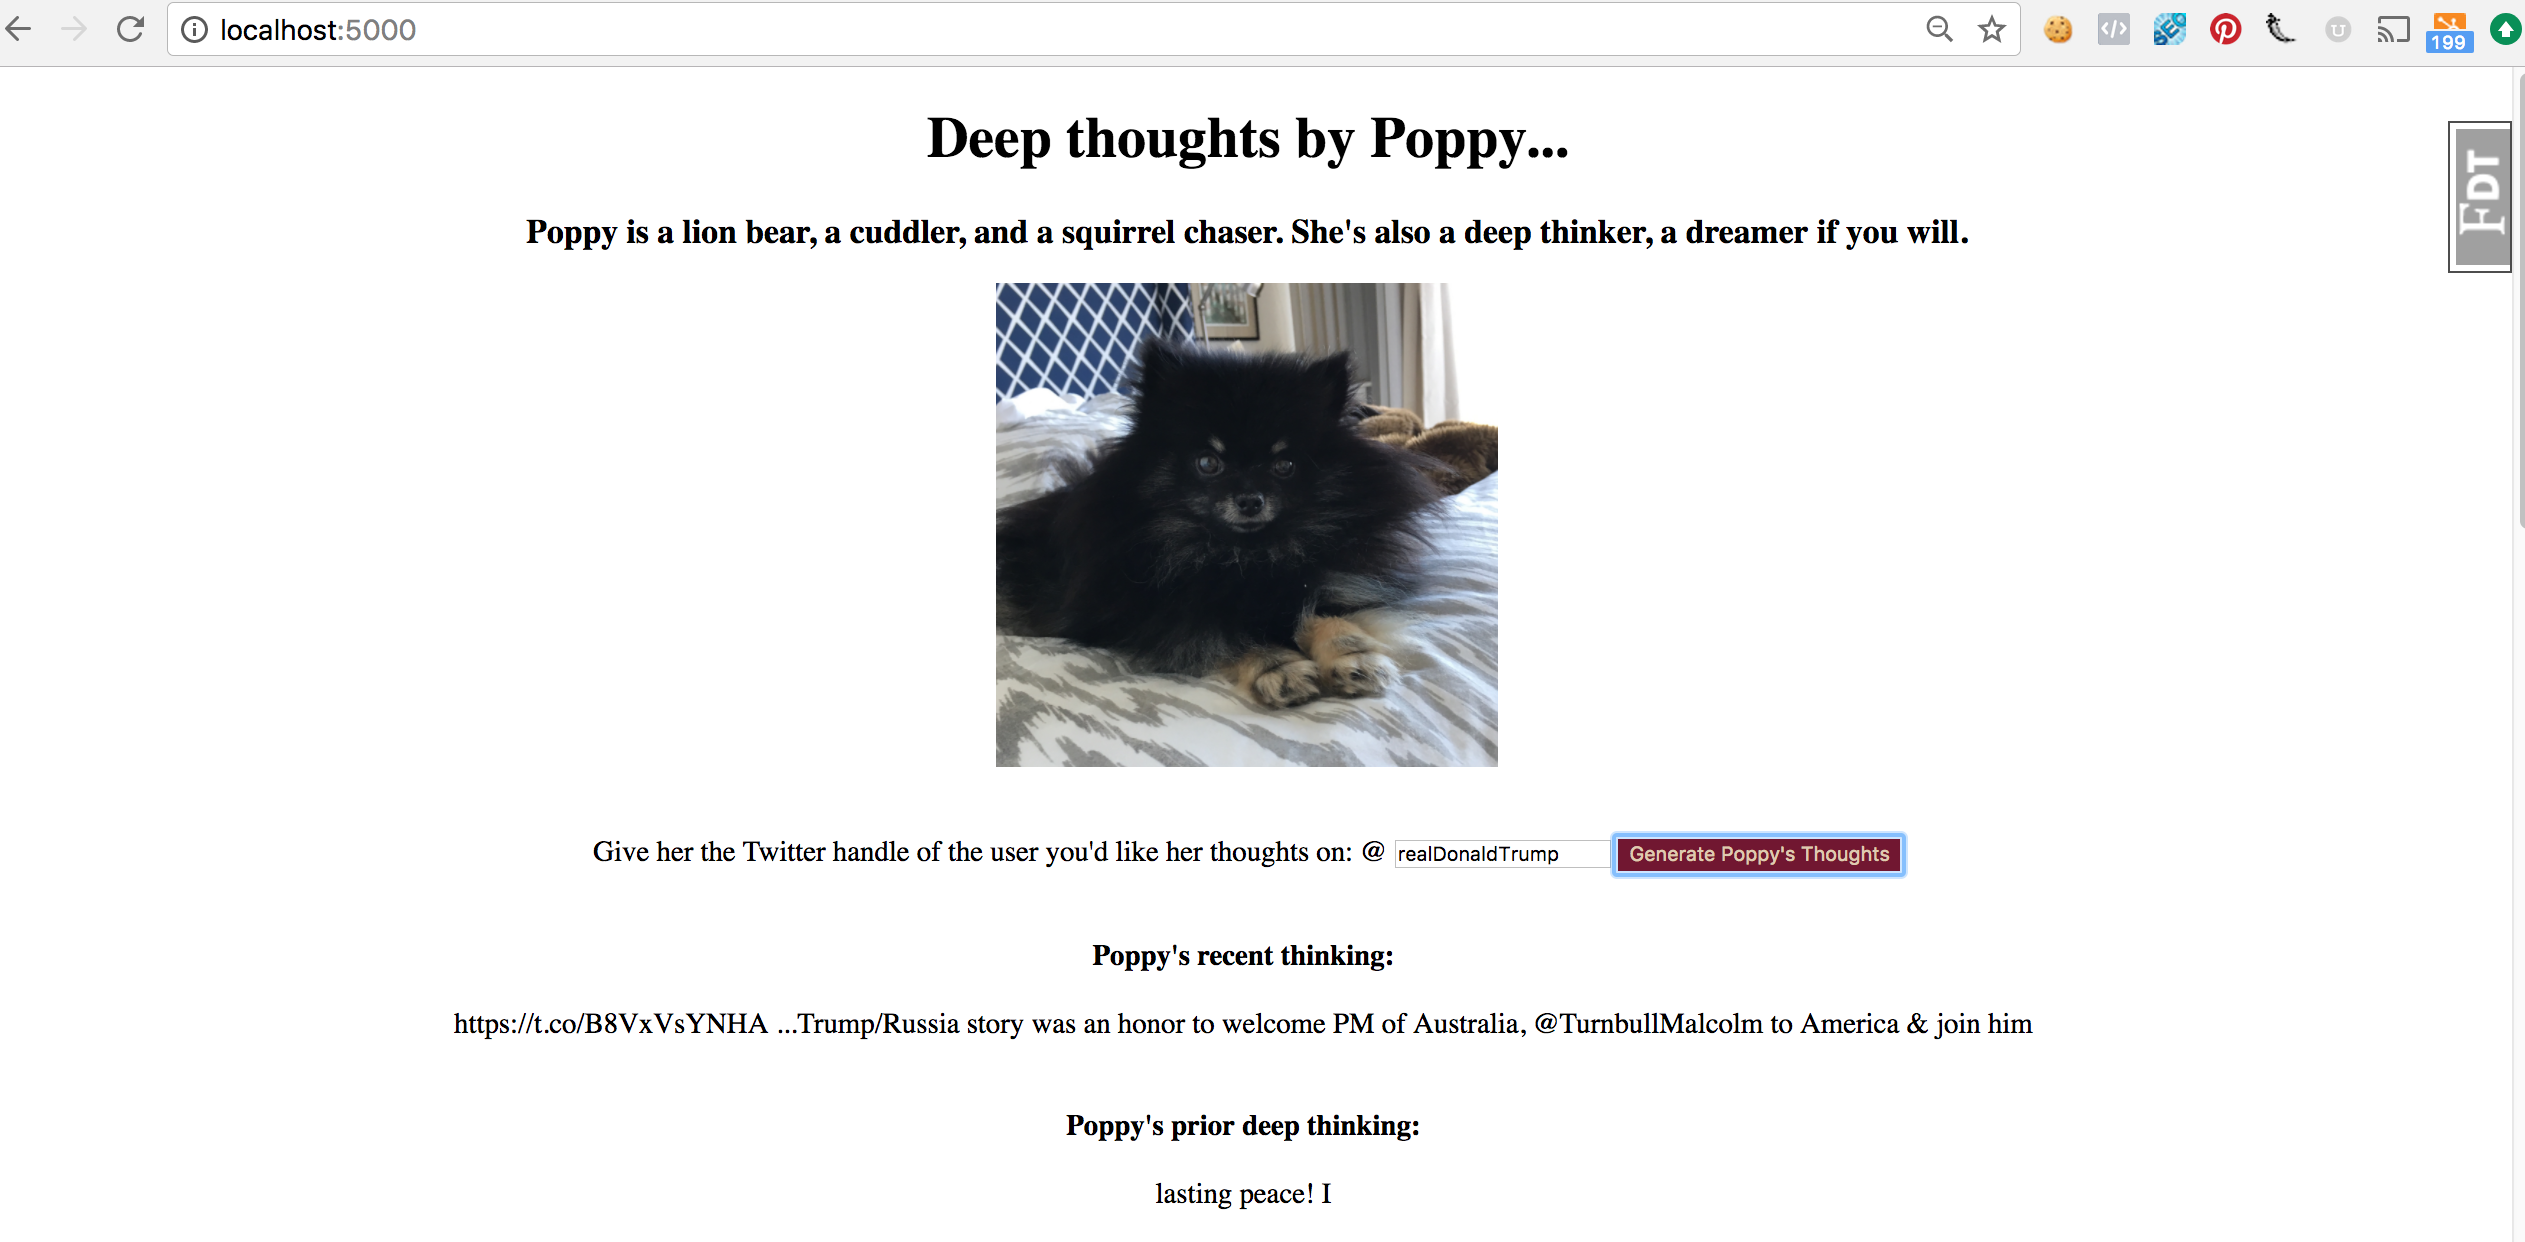 localhost:5000
199
Deep thoughts by Poppy...
FDT
Poppy is a lion bear, a cuddler, and a squirrel chaser. She's also a deep thinker, a dreamer if you will.
Give her the Twitter handle of the user you'd like her thoughts on: @ realDonaldTrump Generate Poppy's Thoughts
Poppy's recent thinking:
https://t.co/B8VxVsYNHA ...Trump/Russia story was an honor to welcome PM of Australia, @TurnbullMalcolm to America & join him
Poppy's prior deep thinking:
lasting peace! I